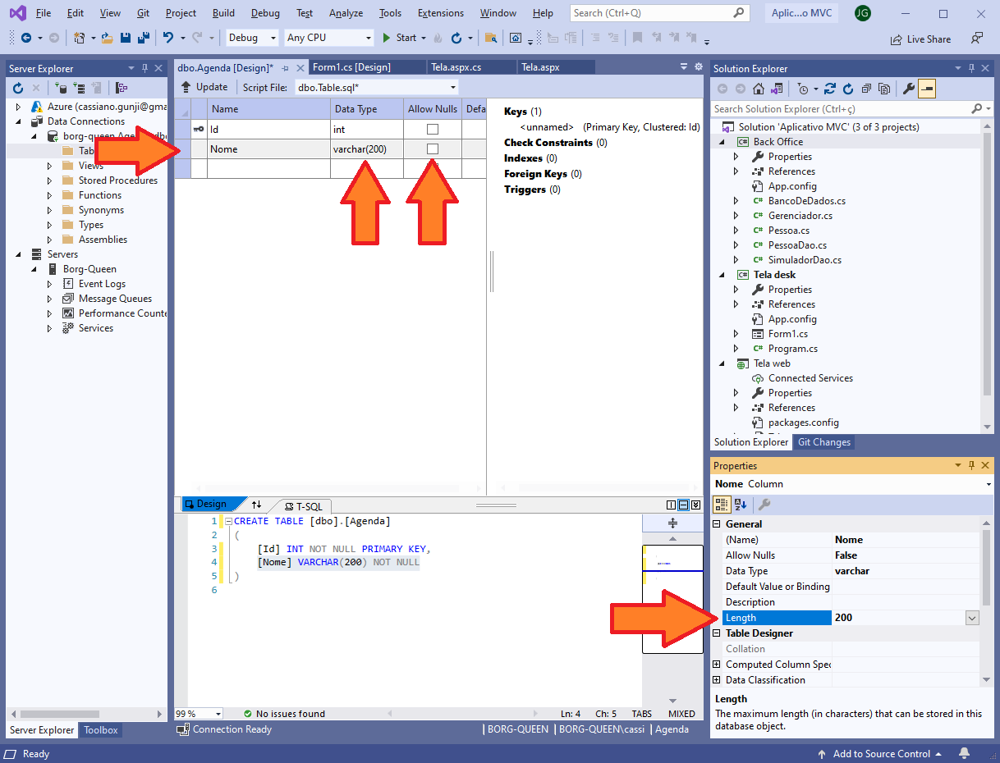 File Edit View Git Project Build Debug Test Analyze Tools Extensions Window Help Search (Ctrl+Q) Aplic...o MVC JG
Debug Any CPU Start Live Share
Server Explorer
Azure (cassiano.gunji@gma
Data Connections
borg-queen
Views
Stored Procedures
Functions
Synonyms
Types
Assemblies
Servers
Borg-Queen
Event Logs
Message Queues
Performance Counte
Services
Server Explorer Toolbox
dbo.Agenda [Design]* Form1.cs [Design] Tela.aspx.cs Tela.aspx
Update Script File: dbo.Table.sql*
Name Data Type Allow Nulls Defa
Id int
Nome varchar(200)
Keys (1)
<unnamed> (Primary Key, Clustered: Id)
Check Constraints (0)
Indexes (0)
Foreign Keys (0)
Triggers (0)
Design T-SQL
1 CREATE TABLE [dbo].[Agenda]
2 (
3 [Id] INT NOT NULL PRIMARY KEY,
4 [Nome] VARCHAR(200) NOT NULL
5 )
6
99 % No issues found Ln: 4 Ch: 5 TABS MIXED
Connection Ready BORG-QUEEN BORG-QUEEN\cassi Agenda
Solution Explorer
Search Solution Explorer (Ctrl+ç)
Solution 'Aplicativo MVC' (3 of 3 projects)
Back Office
Properties
References
App.config
BancoDeDados.cs
Gerenciador.cs
Pessoa.cs
PessoaDao.cs
SimuladorDao.cs
Tela desk
Properties
References
App.config
Form1.cs
Program.cs
Tela web
Connected Services
Properties
References
packages.config
Solution Explorer Git Changes
Properties
Nome Column
General
(Name) Nome
Allow Nulls False
Data Type varchar
Default Value or Binding
Description
Length 200
Table Designer
Collation
Computed Column Spec
Data Classification
Length
The maximum length (in characters) that can be stored in this
database object.
Ready Add to Source Control